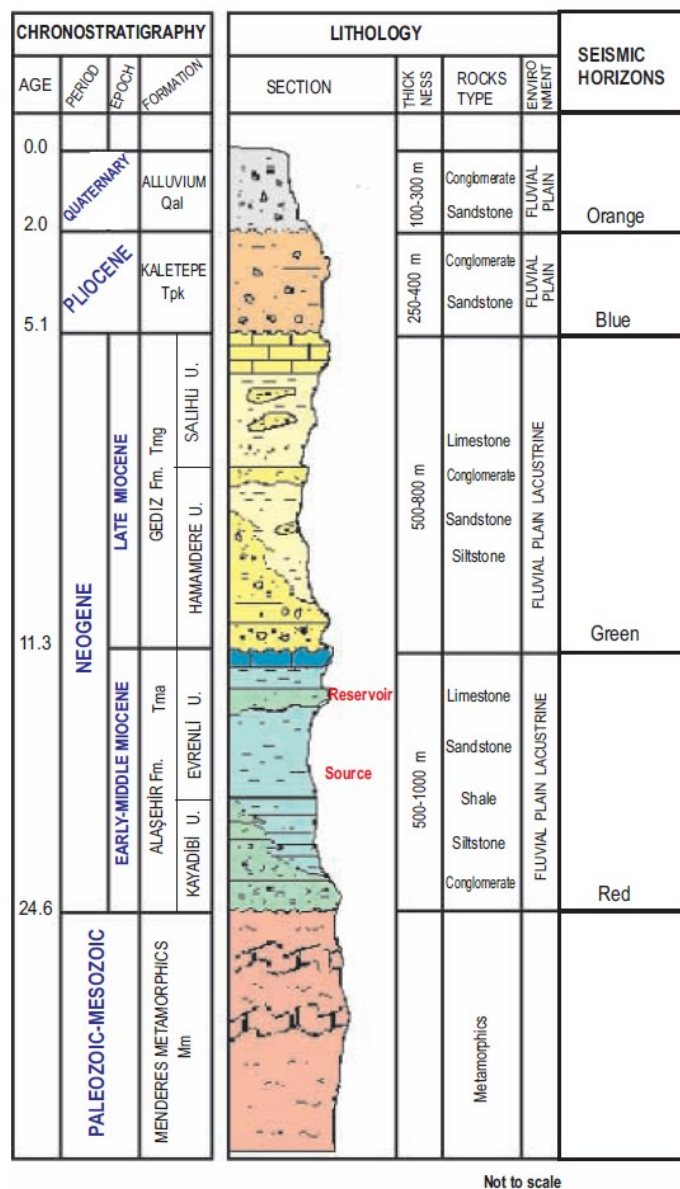 CHRONOSTRATIGRAPHY
LITHOLOGY
SEISMIC
HORIZONS
AGE
PERIOD
EPOCH
FORMATION
SECTION
THICK
NESS
ROCKS
TYPE
ENVIRO
NMENT
0.0
QUATERNARY
ALLUVIUM
Qal
100-300 m
Conglomerate
Sandstone
FLUVIAL
PLAIN
Orange
2.0
PLIOCENE
KALETEPE
Tpk
250-400 m
Conglomerate
Sandstone
FLUVIAL
PLAIN
Blue
5.1
NEOGENE
LATE MIOCENE
GEDIZ Fm. Tmg
SALIHLI U.
HAMAMDERE U.
500-800 m
Limestone
Conglomerate
Sandstone
Siltstone
FLUVIAL PLAIN LACUSTRINE
Green
11.3
EARLY-MIDDLE MIOCENE
ALAŞEHİR Fm. Tma
EVRENLİ U.
KAYADİBİ U.
Reservoir
Source
500-1000 m
Limestone
Sandstone
Shale
Siltstone
Conglomerate
FLUVIAL PLAIN LACUSTRINE
Red
24.6
PALEOZOIC-MESOZOIC
MENDERES METAMORPHICS
Mm
Metamorphics
Not to scale